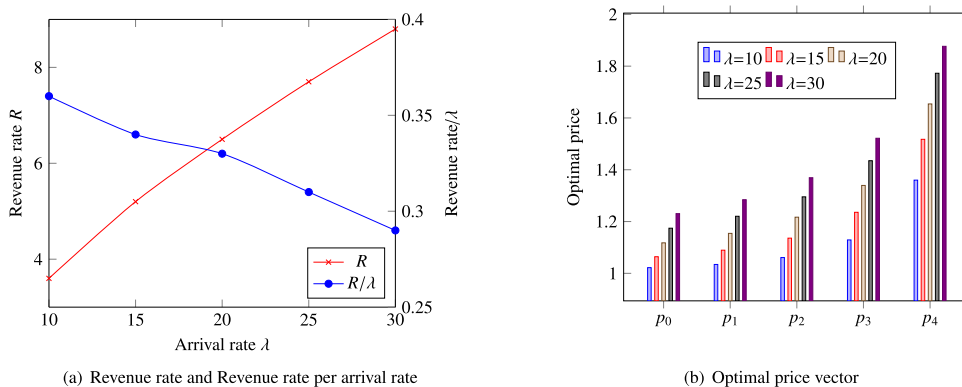 0.4
8
0.35
6
0.3
4
0.25
10 15 20 25 30
Revenue rate R
Revenue rate/λ
R
R/λ
Arrival rate λ
(a) Revenue rate and Revenue rate per arrival rate
2
1.8
1.6
1.4
1.2
1
Optimal price
λ=10 λ=15 λ=20
λ=25 λ=30
p0 p1 p2 p3 p4
(b) Optimal price vector